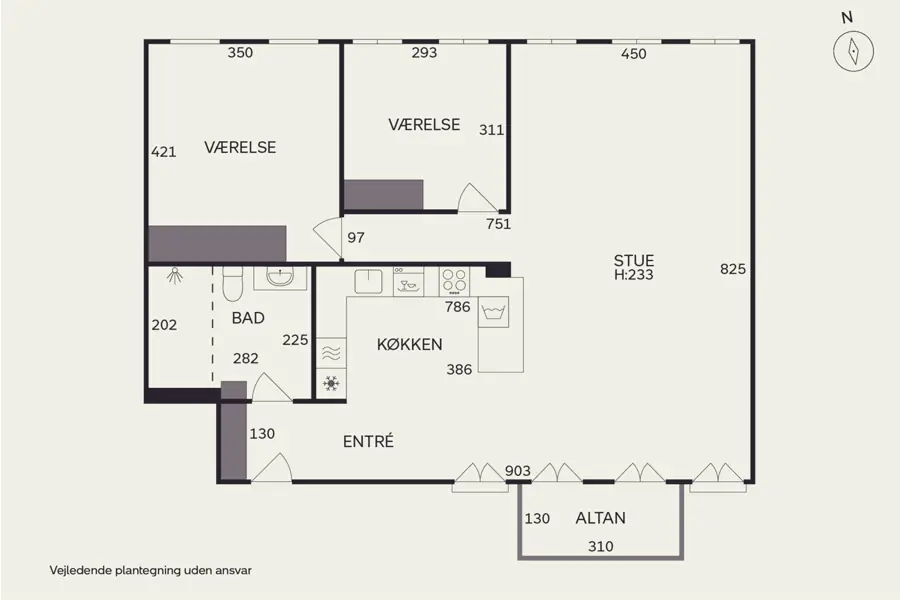 N
350
293
450
VÆRELSE
311
VÆRELSE
421
751
97
STUE
H:233
825
786
BAD
202
225
KØKKEN
282
386
130
ENTRÉ
903
130
ALTAN
310
Vejledende plantegning uden ansvar